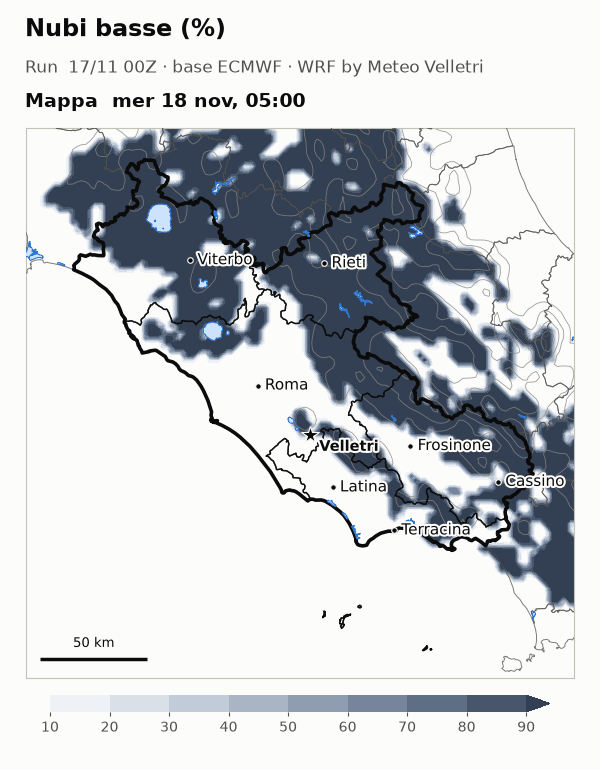 Nubi basse (%)
Run  17/11 00Z · base ECMWF · WRF by Meteo Velletri
Mappa  mer 18 nov, 05:00
Viterbo
Rieti
Roma
Velletri
Frosinone
Cassino
Latina
Terracina
50 km
10 20 30 40 50 60 70 80 90